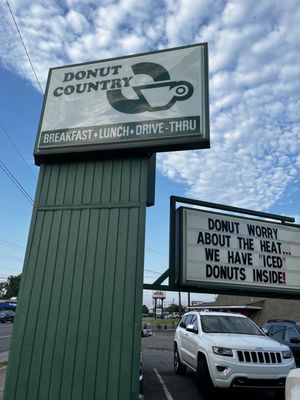 DONUT
COUNTRY
BREAKFAST • LUNCH • DRIVE-THRU
DONUT WORRY
ABOUT THE HEAT...
WE HAVE "ICED"
DONUTS INSIDE!